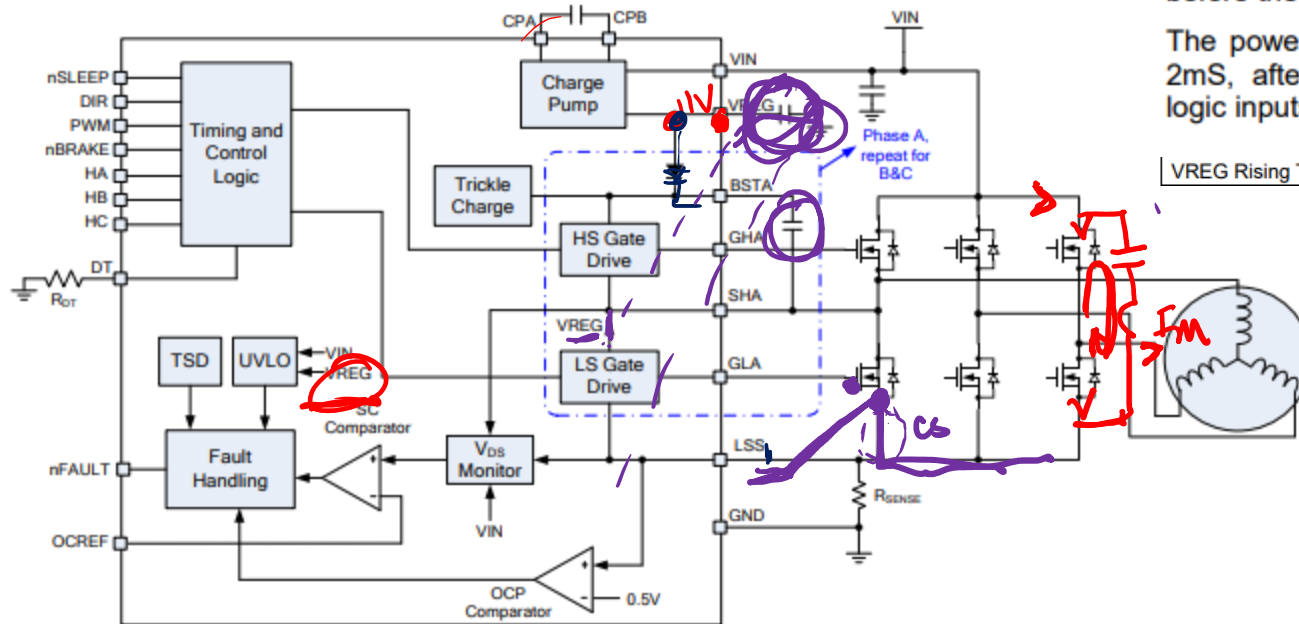 before the
The powe
2mS, afte
logic input
VREG Rising T
CPA
CPB
VIN
nSLEEP
DIR
PWM
nBRAKE
HA
HB
HC
DT
RDT
Timing and
Control
Logic
Charge
Pump
VIN
11V
VREG
Phase A,
repeat for
B&C
Trickle
Charge
BSTA
HS Gate
Drive
GHA
SHA
VREG
LS Gate
Drive
GLA
TSD
UVLO
VIN
VREG
SC
Comparator
nFAULT
Fault
Handling
VDS
Monitor
VIN
LSS
CS
RSENSE
GND
OCREF
OCP
Comparator
0.5V
Im
+
-
+
-